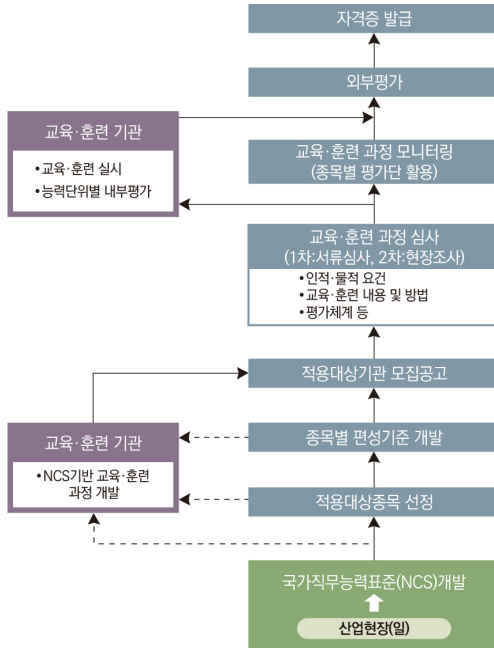 자격증 발급
외부평가
교육·훈련 기관
•교육·훈련 실시
•능력단위별 내부평가
교육·훈련 과정 모니터링
(종목별 평가단 활용)
교육·훈련 과정 심사
(1차:서류심사, 2차:현장조사)
•인적·물적 요건
•교육·훈련 내용 및 방법
•평가체계 등
적용대상기관 모집공고
교육·훈련 기관
•NCS기반 교육·훈련
과정 개발
종목별 편성기준 개발
적용대상종목 선정
국가직무능력표준(NCS)개발
산업현장(일)